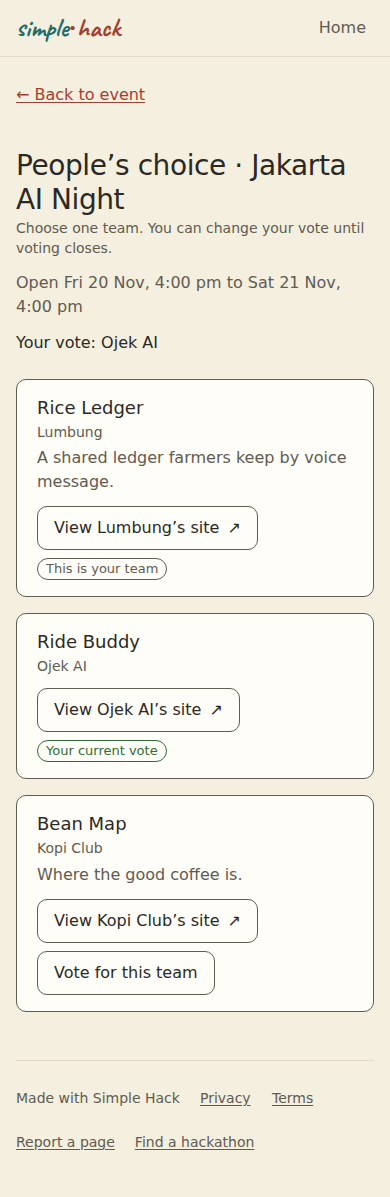 simple·hack
Home
← Back to event
People’s choice · Jakarta
AI Night
Choose one team. You can change your vote until
voting closes.
Open Fri 20 Nov, 4:00 pm to Sat 21 Nov,
4:00 pm
Your vote: Ojek AI
Rice Ledger
Lumbung
A shared ledger farmers keep by voice
message.
View Lumbung’s site ↗
This is your team
Ride Buddy
Ojek AI
View Ojek AI’s site ↗
Your current vote
Bean Map
Kopi Club
Where the good coffee is.
View Kopi Club’s site ↗
Vote for this team
Made with Simple Hack Privacy Terms
Report a page Find a hackathon